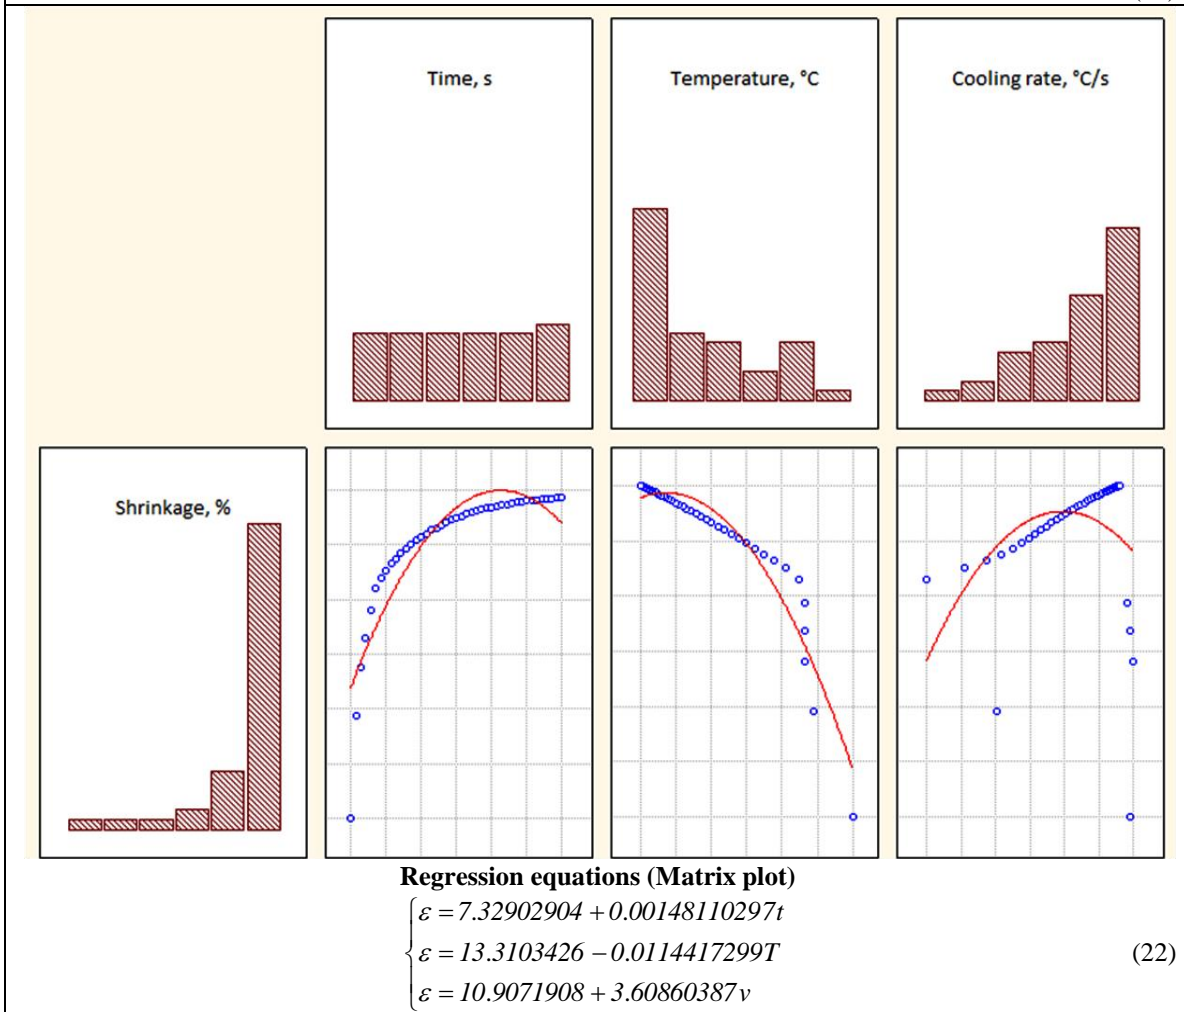 Time, s
Temperature, °C
Cooling rate, °C/s
Shrinkage, %
Regression equations (Matrix plot)
ε = 7.32902904 + 0.00148110297t
ε = 13.3103426 − 0.0114417299T
(22)
ε = 10.9071908 + 3.60860387v